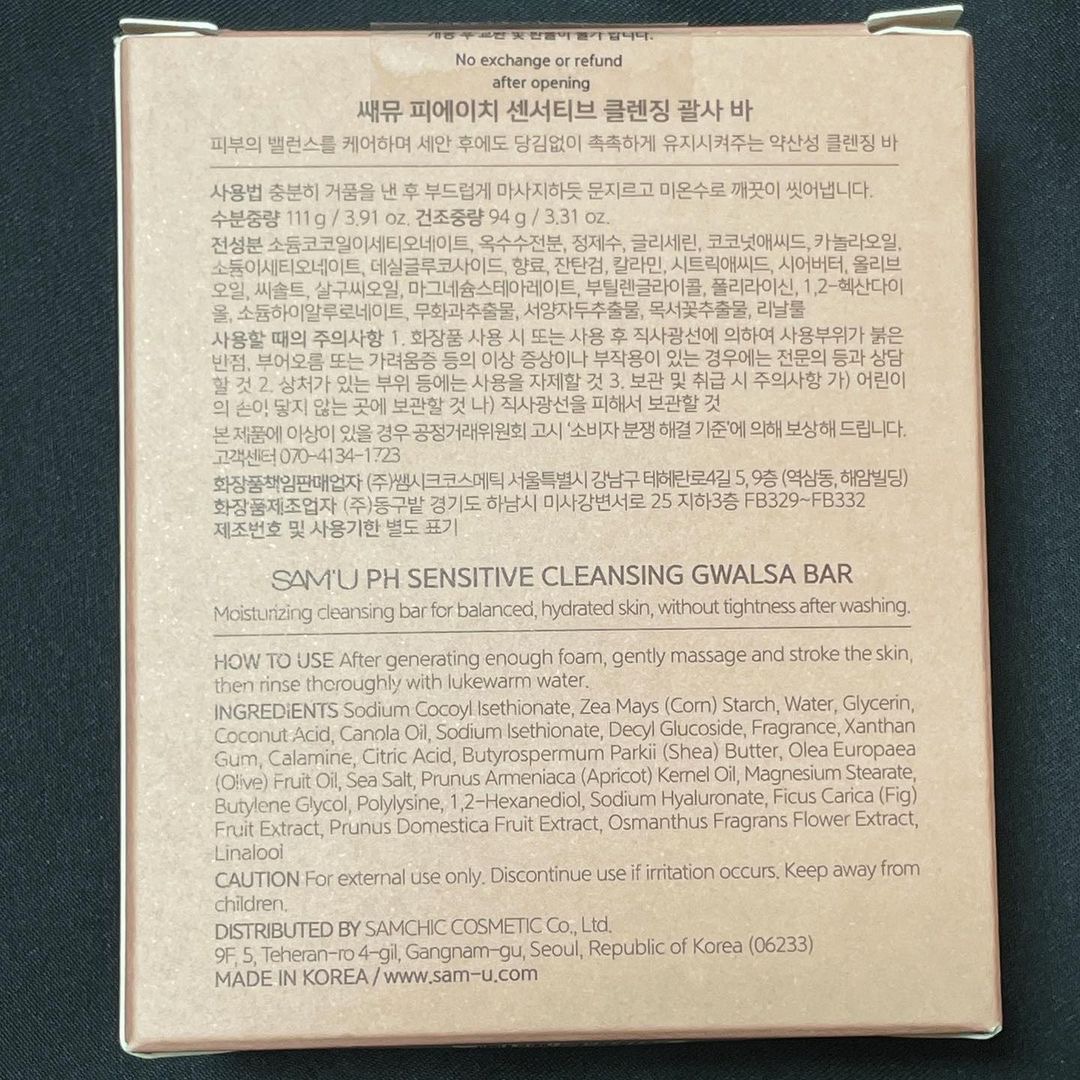 개봉 후 교환 및 환불이 불가 합니다.
No exchange or refund
after opening
쌔뮤 피에이치 센서티브 클렌징 괄사 바
피부의 밸런스를 케어하며 세안 후에도 당김없이 촉촉하게 유지시켜주는 약산성 클렌징 바
사용법 충분히 거품을 낸 후 부드럽게 마사지하듯 문지르고 미온수로 깨끗이 씻어냅니다.
수분중량 111 g / 3.91 oz. 건조중량 94 g / 3.31 oz.
전성분 소듐코코일이세티오네이트, 옥수수전분, 정제수, 글리세린, 코코넛애씨드, 카놀라오일,
소듐이세티오네이트, 데실글루코사이드, 향료, 잔탄검, 칼라민, 시트릭애씨드, 시어버터, 올리브
오일, 씨솔트, 살구씨오일, 마그네슘스테아레이트, 부틸렌글라이콜, 폴리라이신, 1,2-헥산다이
올, 소듐하이알루로네이트, 무화과추출물, 서양자두추출물, 목서꽃추출물, 리날룰
사용할 때의 주의사항 1. 화장품 사용 시 또는 사용 후 직사광선에 의하여 사용부위가 붉은
반점, 부어오름 또는 가려움증 등의 이상 증상이나 부작용이 있는 경우에는 전문의 등과 상담
할 것 2. 상처가 있는 부위 등에는 사용을 자제할 것 3. 보관 및 취급 시 주의사항 가) 어린이
의 손이 닿지 않는 곳에 보관할 것 나) 직사광선을 피해서 보관할 것
본 제품에 이상이 있을 경우 공정거래위원회 고시 '소비자 분쟁 해결 기준'에 의해 보상해 드립니다.
고객센터 070-4134-1723
화장품책임판매업자 (주)쌤시크코스메틱 서울특별시 강남구 테헤란로4길 5, 9층 (역삼동, 해암빌딩)
화장품제조업자 (주)동구밭 경기도 하남시 미사강변서로 25 지하3층 FB329~FB332
제조번호 및 사용기한 별도 표기
SAM'U PH SENSITIVE CLEANSING GWALSA BAR
Moisturizing cleansing bar for balanced, hydrated skin, without tightness after washing.
HOW TO USE After generating enough foam, gently massage and stroke the skin,
then rinse thoroughly with lukewarm water.
INGREDIENTS Sodium Cocoyl Isethionate, Zea Mays (Corn) Starch, Water, Glycerin,
Coconut Acid, Canola Oil, Sodium Isethionate, Decyl Glucoside, Fragrance, Xanthan
Gum, Calamine, Citric Acid, Butyrospermum Parkii (Shea) Butter, Olea Europaea
(Olive) Fruit Oil, Sea Salt, Prunus Armeniaca (Apricot) Kernel Oil, Magnesium Stearate,
Butylene Glycol, Polylysine, 1,2-Hexanediol, Sodium Hyaluronate, Ficus Carica (Fig)
Fruit Extract, Prunus Domestica Fruit Extract, Osmanthus Fragrans Flower Extract,
Linalool
CAUTION For external use only. Discontinue use if irritation occurs. Keep away from
children.
DISTRIBUTED BY SAMCHIC COSMETIC Co., Ltd.
9F, 5, Teheran-ro 4-gil, Gangnam-gu, Seoul, Republic of Korea (06233)
MADE IN KOREA / www.sam-u.com